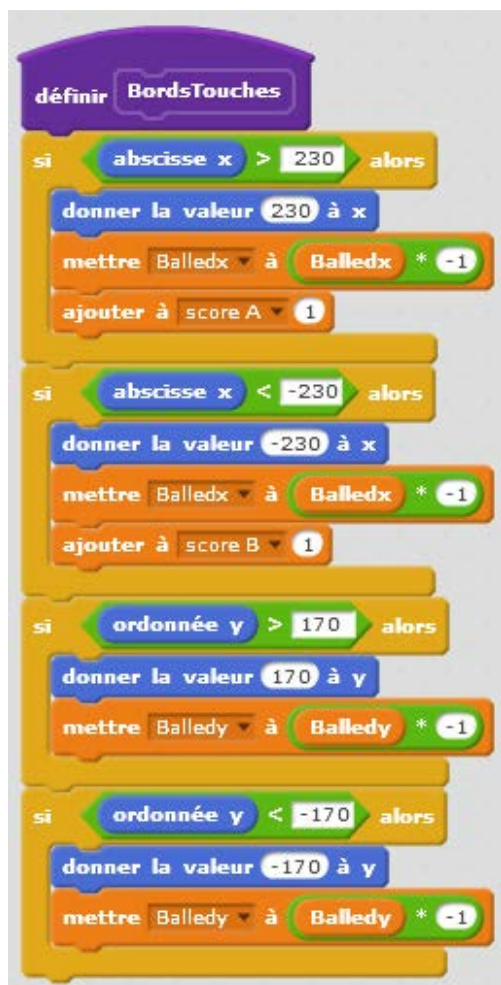 définir BordsTouches
si abscisse x > 230 alors
donner la valeur 230 à x
mettre Balledx à Balledx * -1
ajouter à score A 1
si abscisse x < -230 alors
donner la valeur -230 à x
mettre Balledx à Balledx * -1
ajouter à score B 1
si ordonnée y > 170 alors
donner la valeur 170 à y
mettre Balledy à Balledy * -1
si ordonnée y < -170 alors
donner la valeur -170 à y
mettre Balledy à Balledy * -1